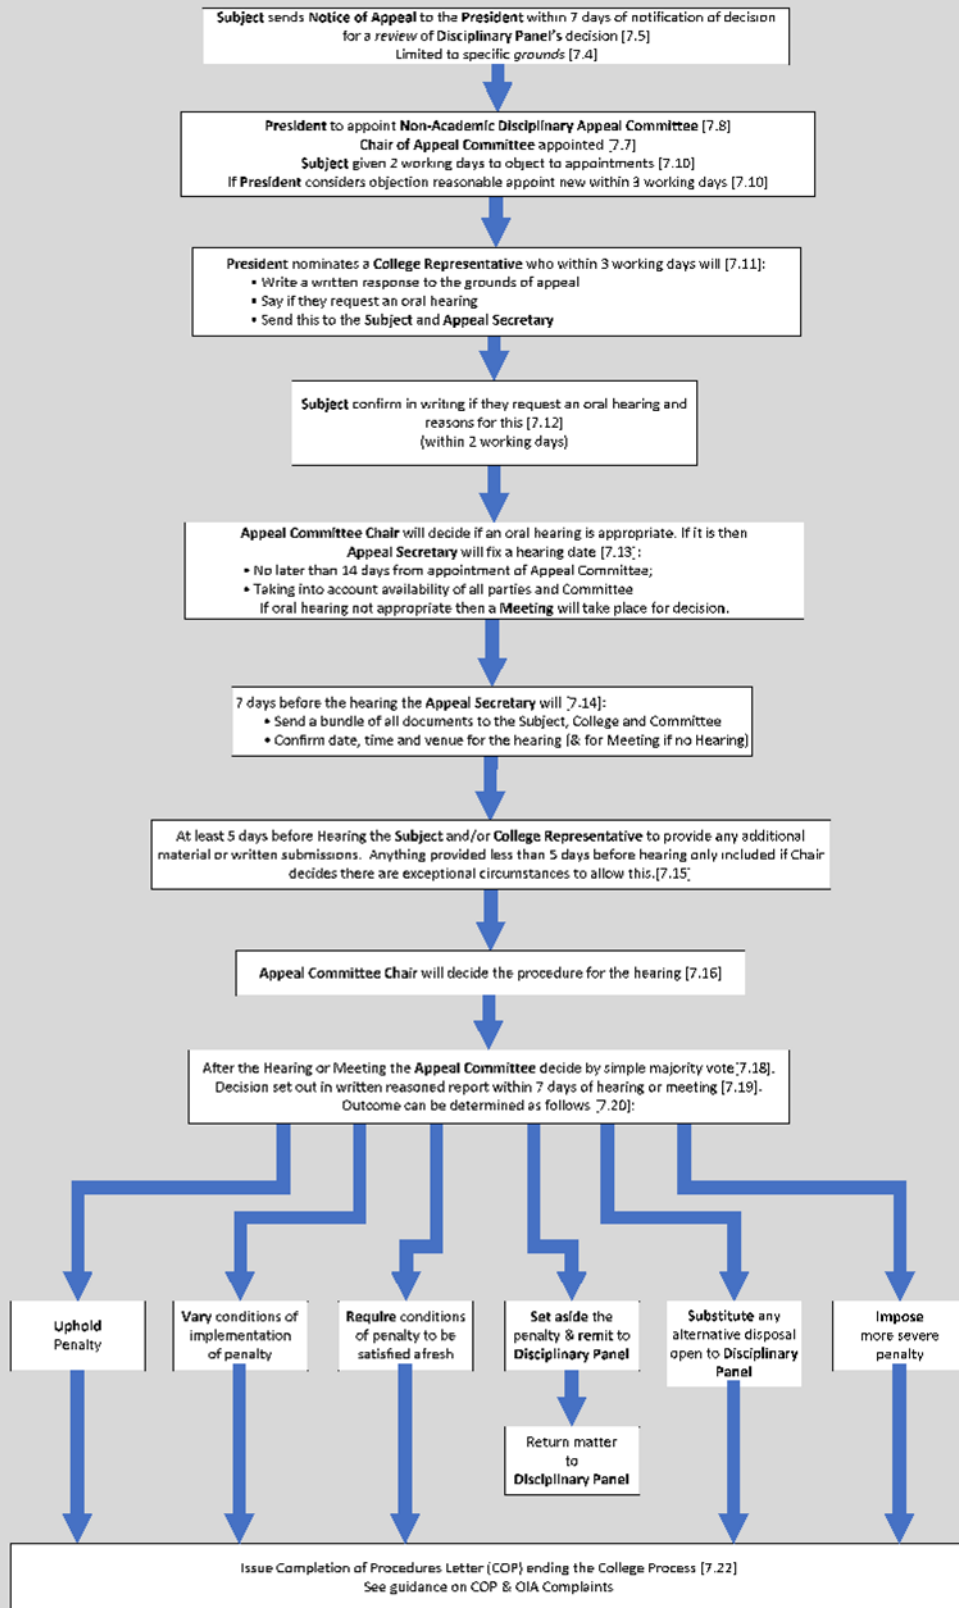 Subject sends Notice of Appeal to the President within 7 days of notification of decision
for a review of Disciplinary Panel's decision [7.5]
Limited to specific grounds [7.4]
President to appoint Non-Academic Disciplinary Appeal Committee [7.8]
Chair of Appeal Committee appointed [7.7]
Subject given 2 working days to object to appointments [7.10]
If President considers objection reasonable appoint new within 3 working days [7.10]
President nominates a College Representative who within 3 working days will [7.11]:
• Write a written response to the grounds of appeal
• Say if they request an oral hearing
• Send this to the Subject and Appeal Secretary
Subject confirm in writing if they request an oral hearing and
reasons for this [7.12]
(within 2 working days)
Appeal Committee Chair will decide if an oral hearing is appropriate. If it is then
Appeal Secretary will fix a hearing date [7.13]:
• No later than 14 days from appointment of Appeal Committee;
• Taking into account availability of all parties and Committee
If oral hearing not appropriate then a Meeting will take place for decision.
7 days before the hearing the Appeal Secretary will [7.14]:
• Send a bundle of all documents to the Subject, College and Committee
• Confirm date, time and venue for the hearing (& for Meeting if no Hearing)
At least 5 days before Hearing the Subject and/or College Representative to provide any additional
material or written submissions. Anything provided less than 5 days before hearing only included if Chair
decides there are exceptional circumstances to allow this.[7.15]
Appeal Committee Chair will decide the procedure for the hearing [7.16]
After the Hearing or Meeting the Appeal Committee decide by simple majority vote[7.18].
Decision set out in written reasoned report within 7 days of hearing or meeting [7.19].
Outcome can be determined as follows [7.20]:
Uphold
Penalty
Vary conditions of
implementation
of penalty
Require conditions
of penalty to be
satisfied afresh
Set aside the
penalty & remit to
Disciplinary Panel
Substitute any
alternative disposal
open to Disciplinary
Panel
Impose
more severe
penalty
Return matter
to
Disciplinary Panel
Issue Completion of Procedures Letter (COP) ending the College Process [7.22]
See guidance on COP & OIA Complaints